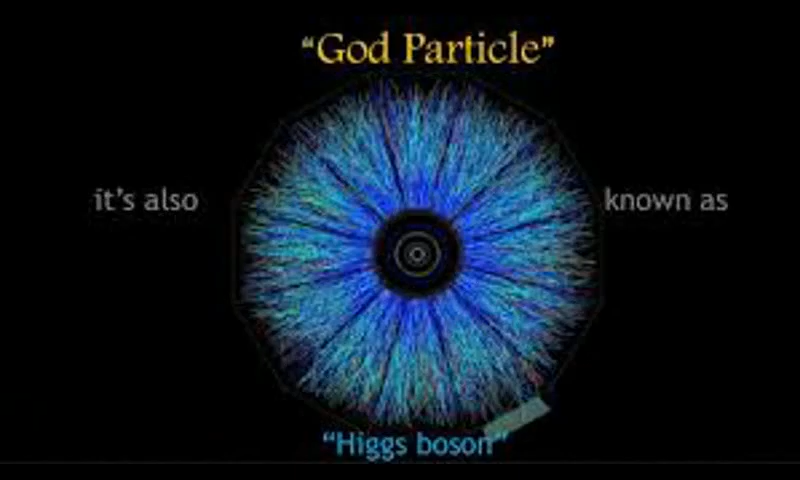 “God Particle”
it's also
known as
“Higgs boson”